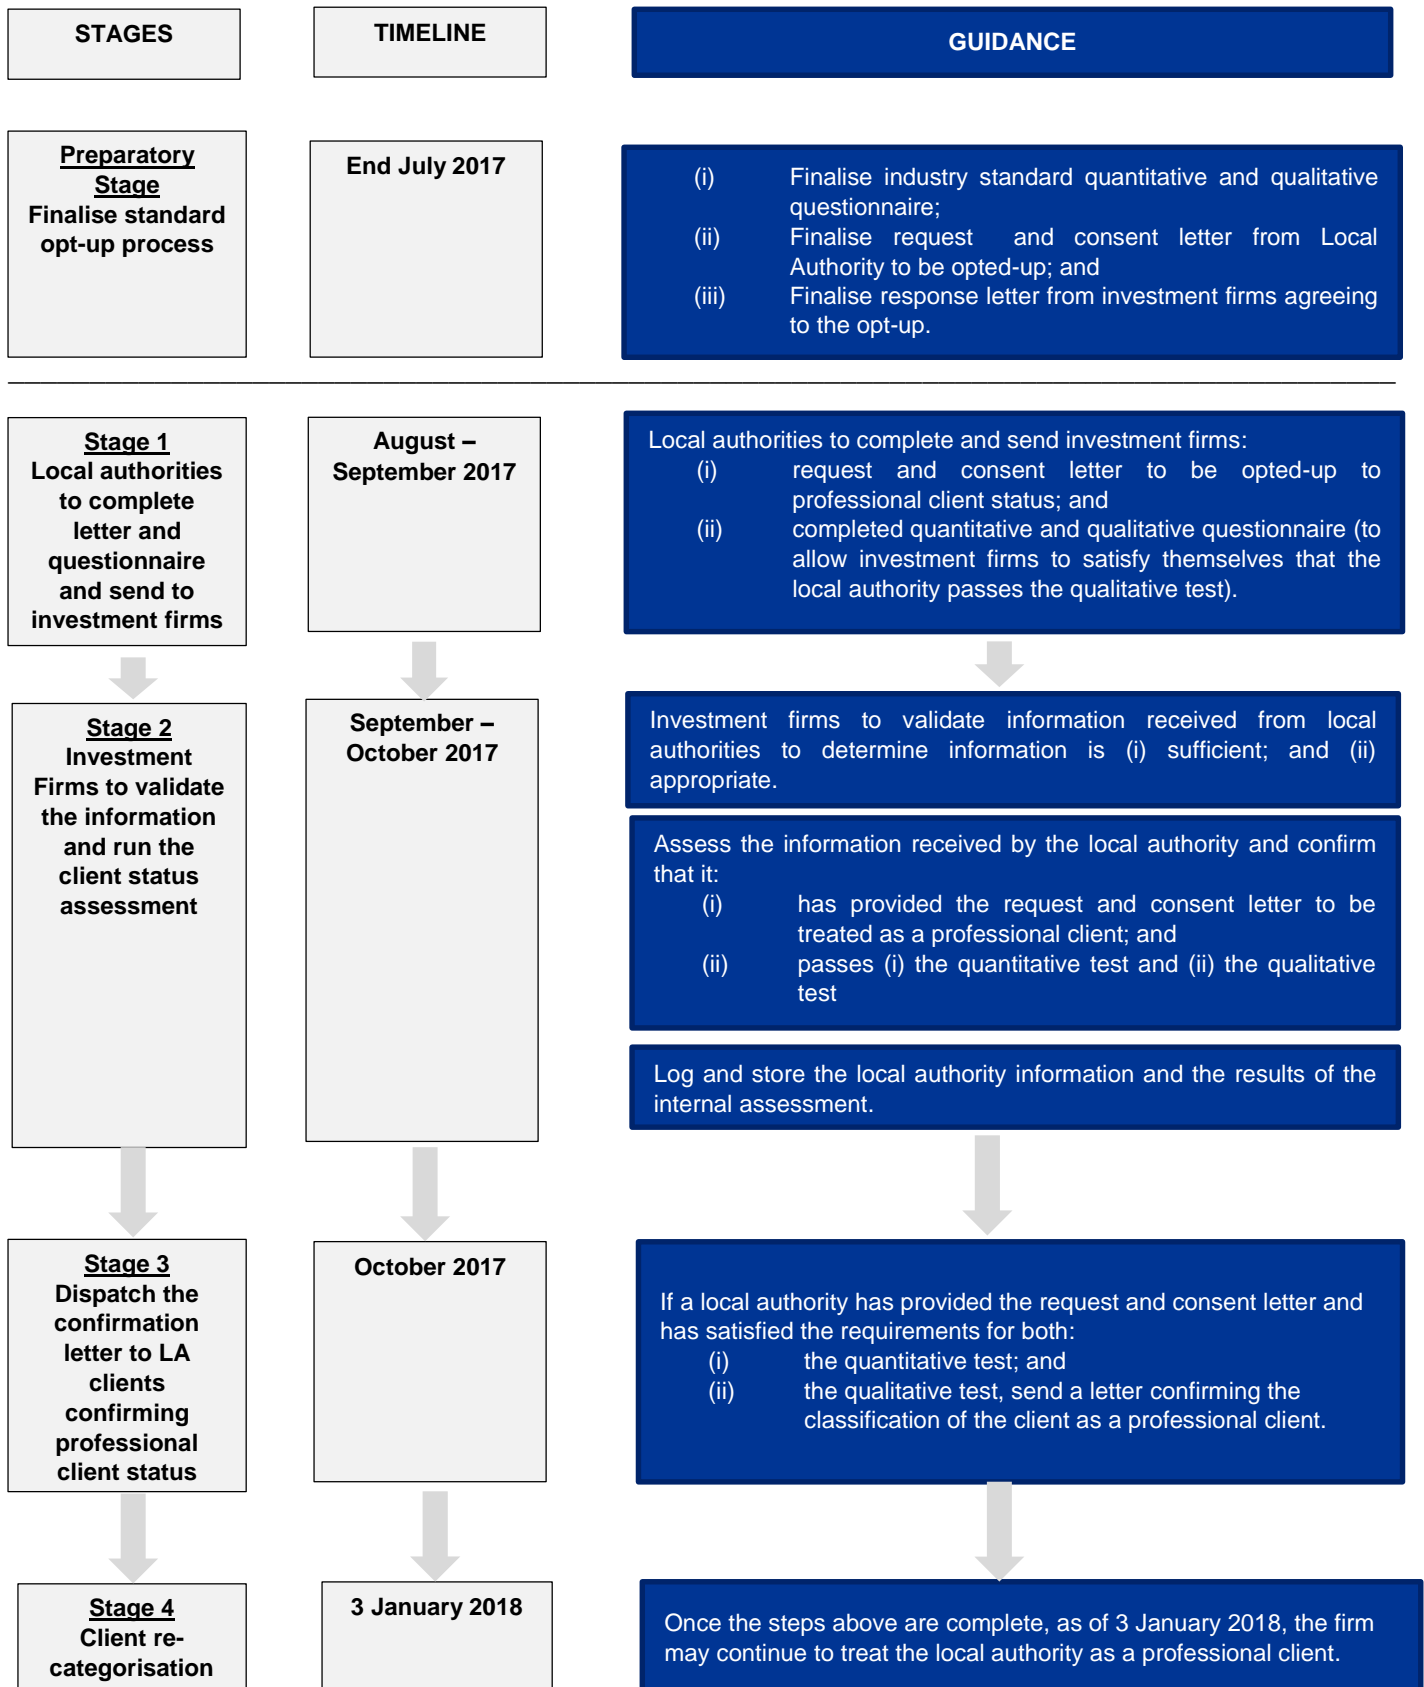 STAGES
TIMELINE
GUIDANCE
Preparatory
Stage
Finalise standard
opt-up process
End July 2017
(i) Finalise industry standard quantitative and qualitative
questionnaire;
(ii) Finalise request and consent letter from Local
Authority to be opted-up; and
(iii) Finalise response letter from investment firms agreeing
to the opt-up.
Stage 1
Local authorities
to complete
letter and
questionnaire
and send to
investment firms
August –
September 2017
Local authorities to complete and send investment firms:
(i) request and consent letter to be opted-up to
professional client status; and
(ii) completed quantitative and qualitative questionnaire (to
allow investment firms to satisfy themselves that the
local authority passes the qualitative test).
Stage 2
Investment
Firms to validate
the information
and run the
client status
assessment
September –
October 2017
Investment firms to validate information received from local
authorities to determine information is (i) sufficient; and (ii)
appropriate.
Assess the information received by the local authority and confirm
that it:
(i) has provided the request and consent letter to be
treated as a professional client; and
(ii) passes (i) the quantitative test and (ii) the qualitative
test
Log and store the local authority information and the results of the
internal assessment.
Stage 3
Dispatch the
confirmation
letter to LA
clients
confirming
professional
client status
October 2017
If a local authority has provided the request and consent letter and
has satisfied the requirements for both:
(i) the quantitative test; and
(ii) the qualitative test, send a letter confirming the
classification of the client as a professional client.
Stage 4
Client re-
categorisation
3 January 2018
Once the steps above are complete, as of 3 January 2018, the firm
may continue to treat the local authority as a professional client.